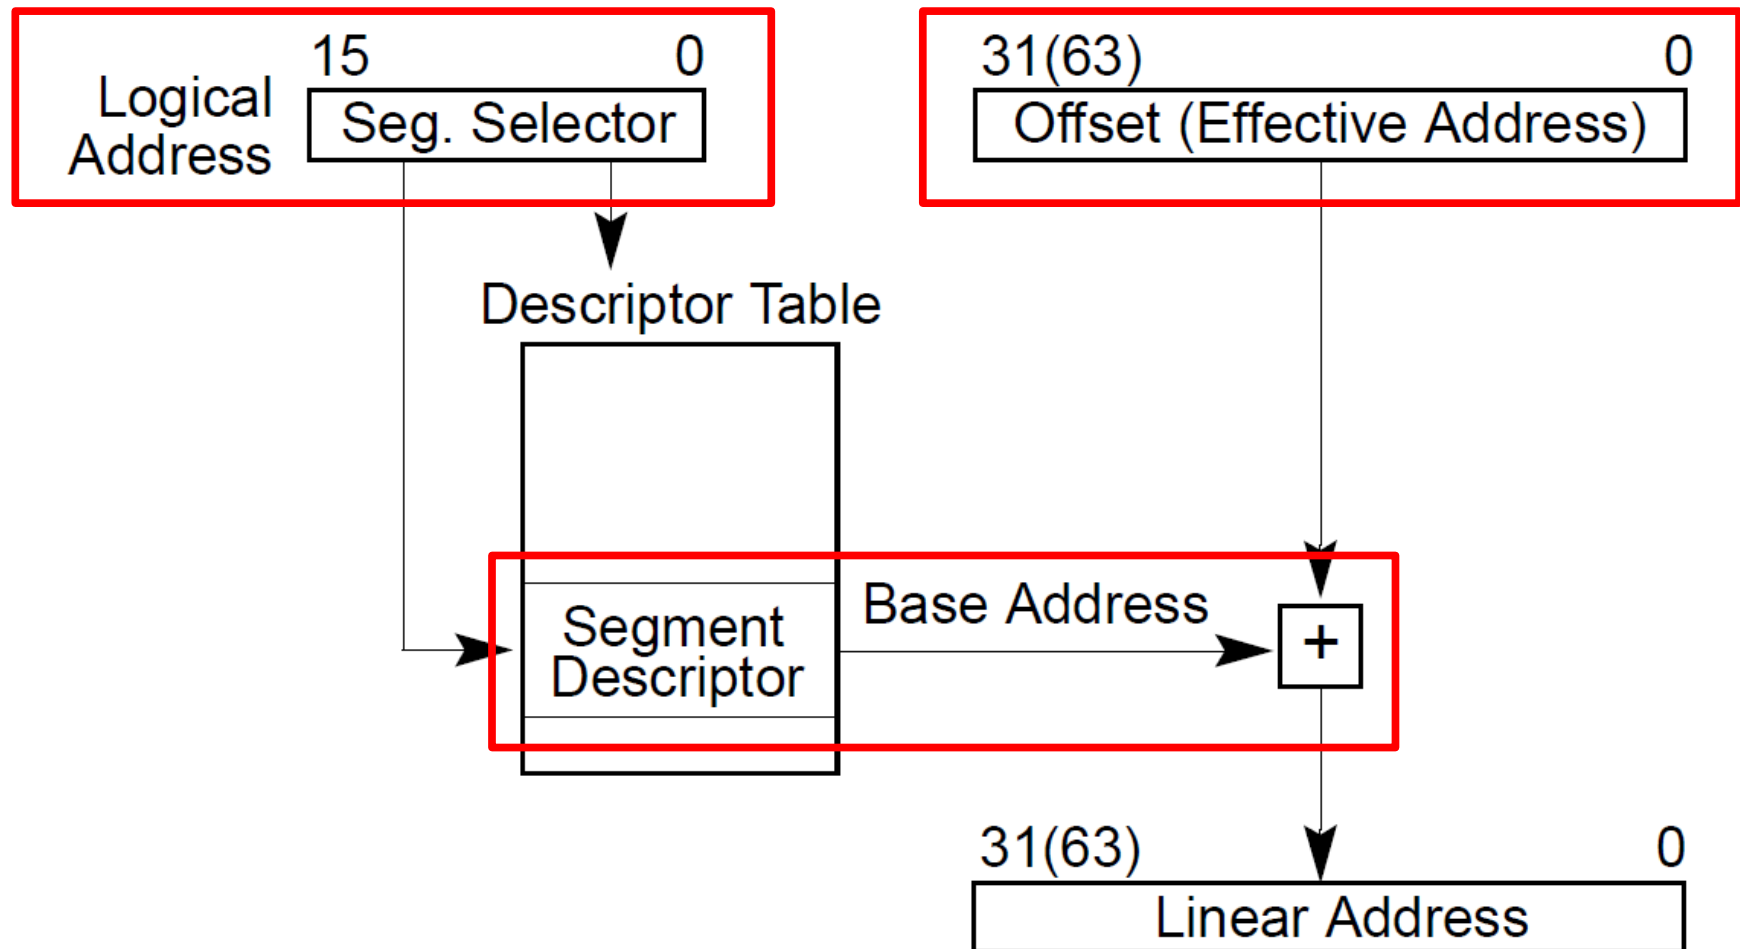 15 0
31(63) 0
Logical
Address
Seg. Selector
Offset (Effective Address)
Descriptor Table
Base Address
Segment
Descriptor
+
31(63) 0
Linear Address